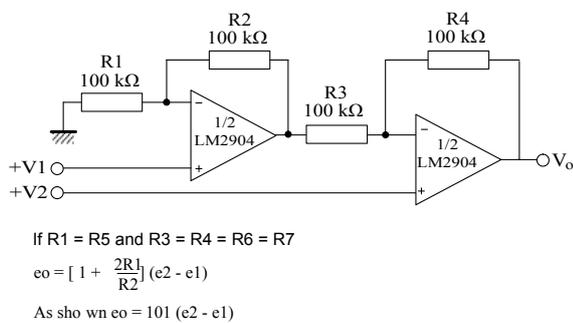 R4
100 kΩ
R2
100 kΩ
R1
100 kΩ
R3
100 kΩ
1/2
LM2904
1/2
LM2904
−
+
−
+
+V1
+V2
Vo
If R1 = R5 and R3 = R4 = R6 = R7
eo = [ 1 + 2R1/R2 ] (e2 - e1)
As sho wn eo = 101 (e2 - e1)